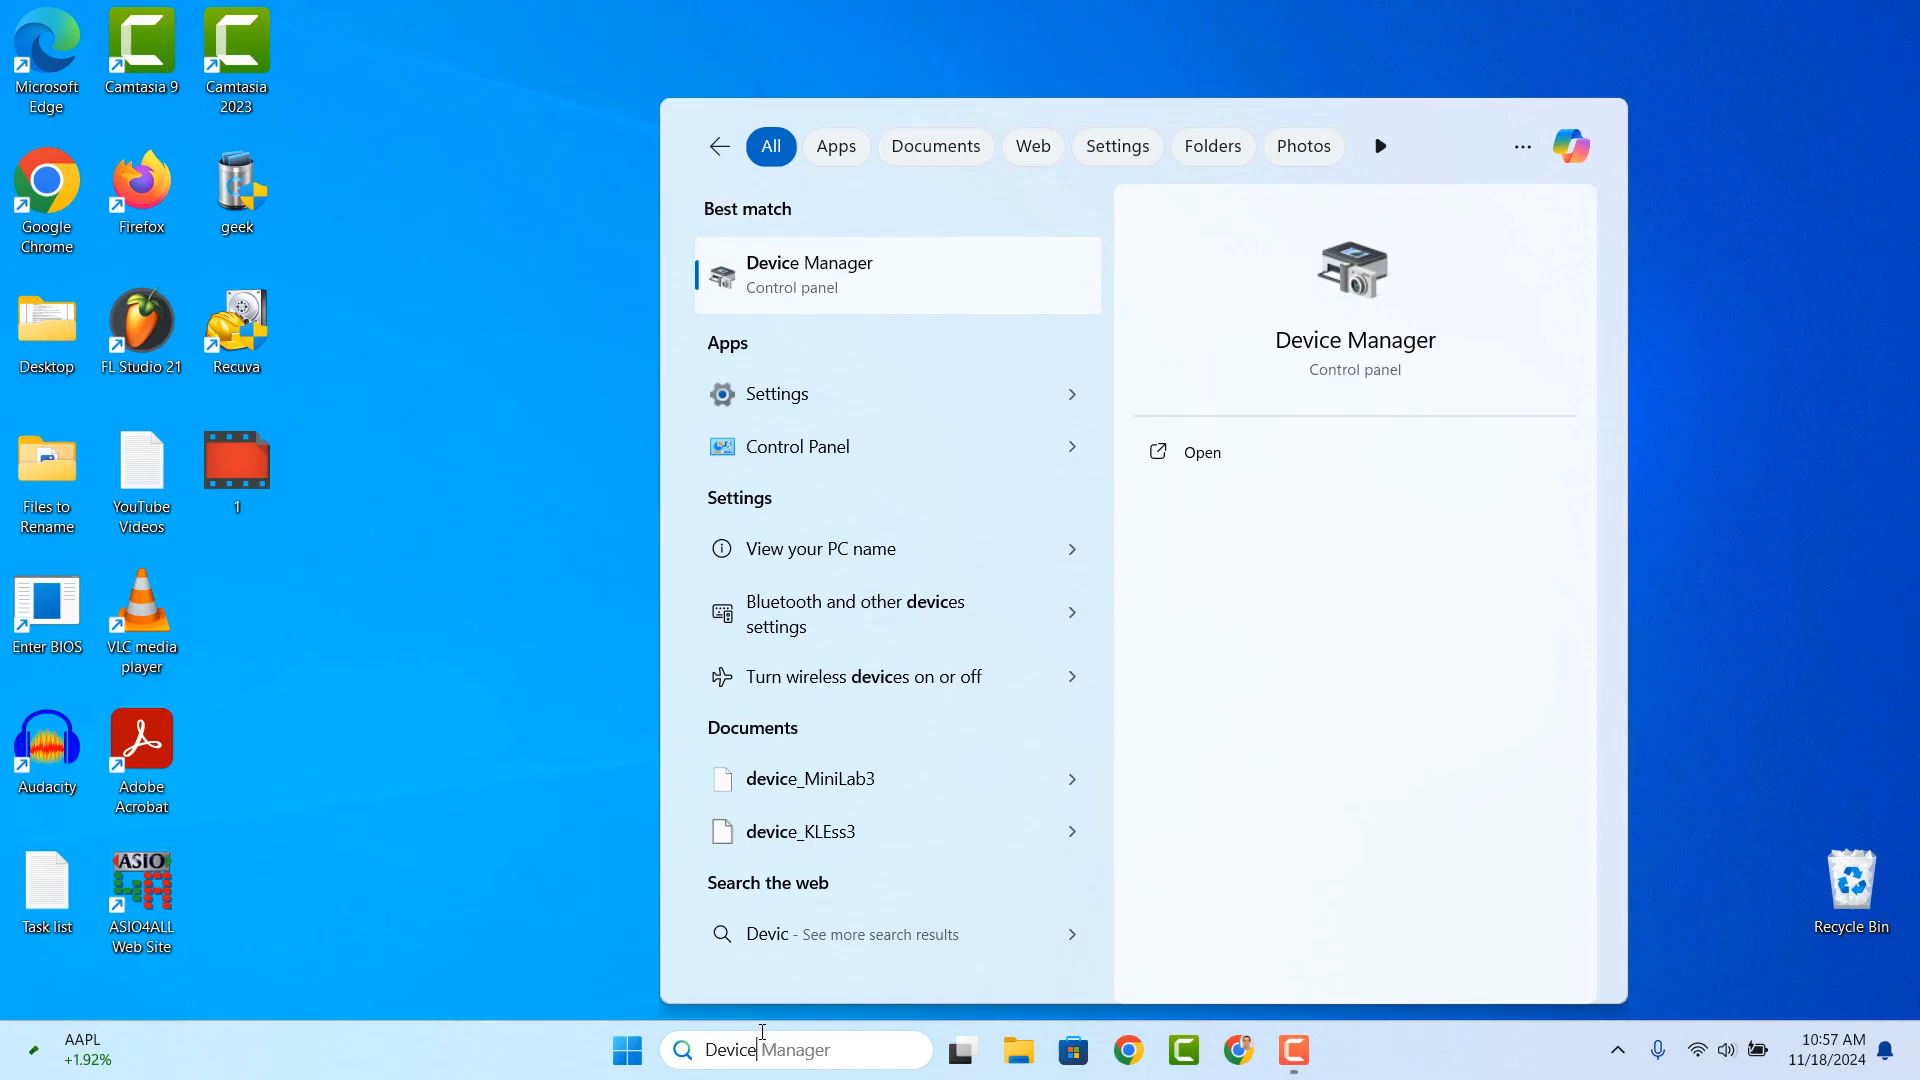 Microsoft
Edge
Camtasia 9
Camtasia
2023
Google
Chrome
Firefox
geek
Desktop
FL Studio 21
Recuva
Files to
Rename
YouTube
Videos
1
Enter BIOS
VLC media
player
Audacity
Adobe
Acrobat
Task list
ASIO
ASIO4ALL
Web Site
Recycle Bin
All
Apps
Documents
Web
Settings
Folders
Photos
Best match
Device Manager
Control panel
Apps
Settings
Control Panel
Settings
View your PC name
Bluetooth and other devices
settings
Turn wireless devices on or off
Documents
device_MiniLab3
device_KLEss3
Search the web
Devic - See more search results
Device Manager
Control panel
Open
AAPL
+1.92%
Device Manager
10:57 AM
11/18/2024